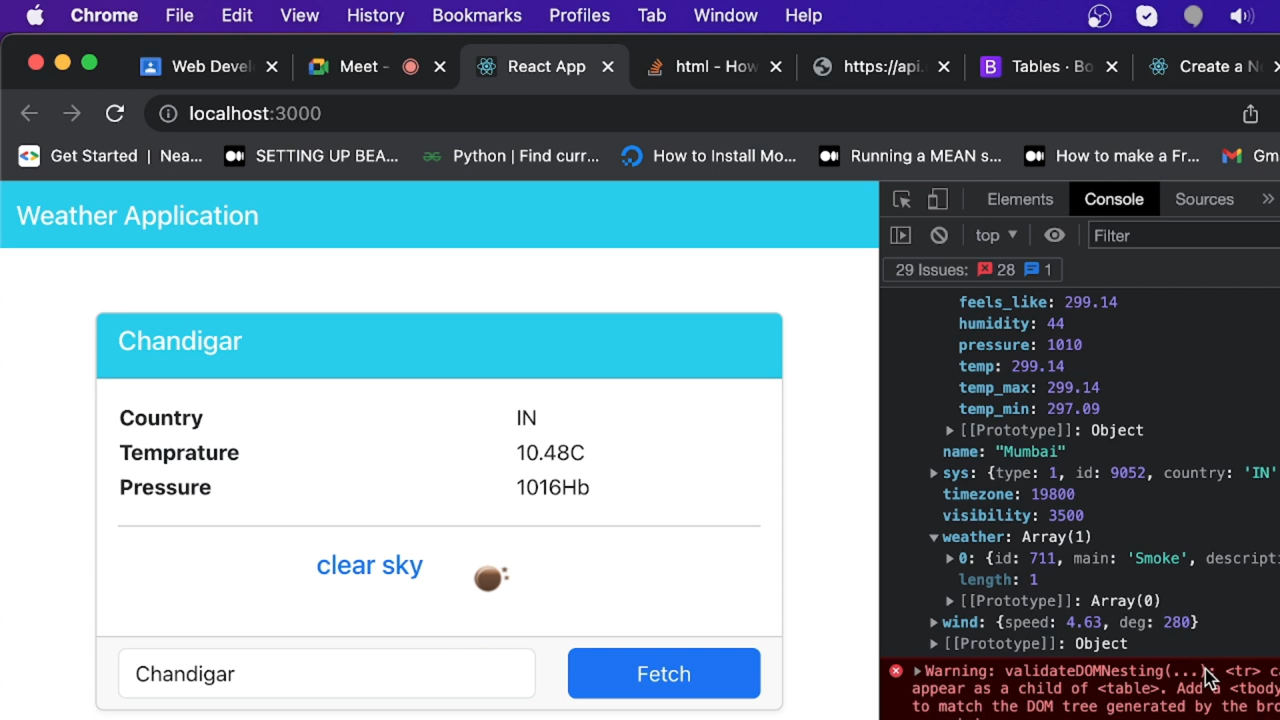 Chrome File Edit View History Bookmarks Profiles Tab Window Help
Web Devel Meet - React App html - How https://api. Tables · Bo Create a N
localhost:3000
Get Started | Nea... SETTING UP BEA... Python | Find curr... How to Install Mo... Running a MEAN s... How to make a Fr... Gm
Weather Application
Elements Console Sources
top Filter
29 Issues: 28 1
Chandigar
Country IN
Temprature 10.48C
Pressure 1016Hb
clear sky
Chandigar Fetch
feels_like: 299.14
humidity: 44
pressure: 1010
temp: 299.14
temp_max: 299.14
temp_min: 297.09
[[Prototype]]: Object
name: "Mumbai"
sys: {type: 1, id: 9052, country: 'IN'
timezone: 19800
visibility: 3500
weather: Array(1)
0: {id: 711, main: 'Smoke', descripti
length: 1
[[Prototype]]: Array(0)
wind: {speed: 4.63, deg: 280}
[[Prototype]]: Object
Warning: validateDOMNesting(...): <tr> ca
appear as a child of <table>. Add a <tbody
to match the DOM tree generated by the bro